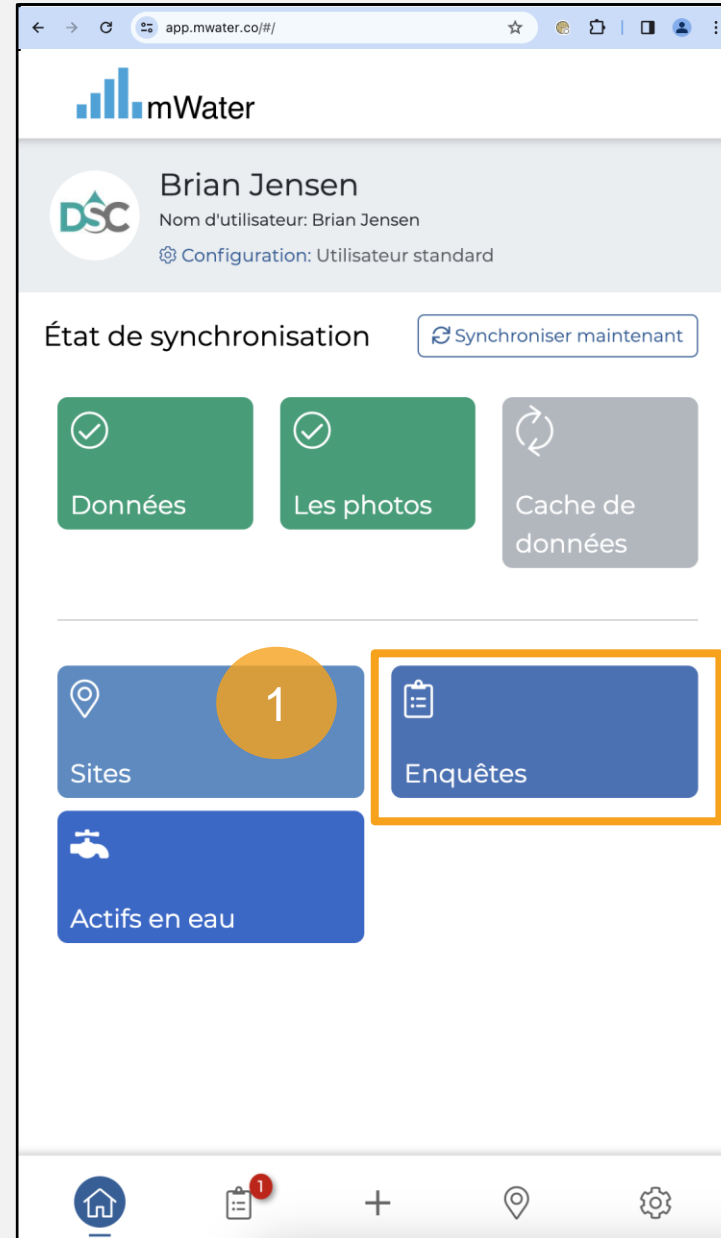 app.mwater.co/#/
mWater
DSC
Brian Jensen
Nom d'utilisateur: Brian Jensen
Configuration: Utilisateur standard
État de synchronisation
Synchroniser maintenant
Données
Les photos
Cache de
données
1
Sites
Enquêtes
Actifs en eau
1